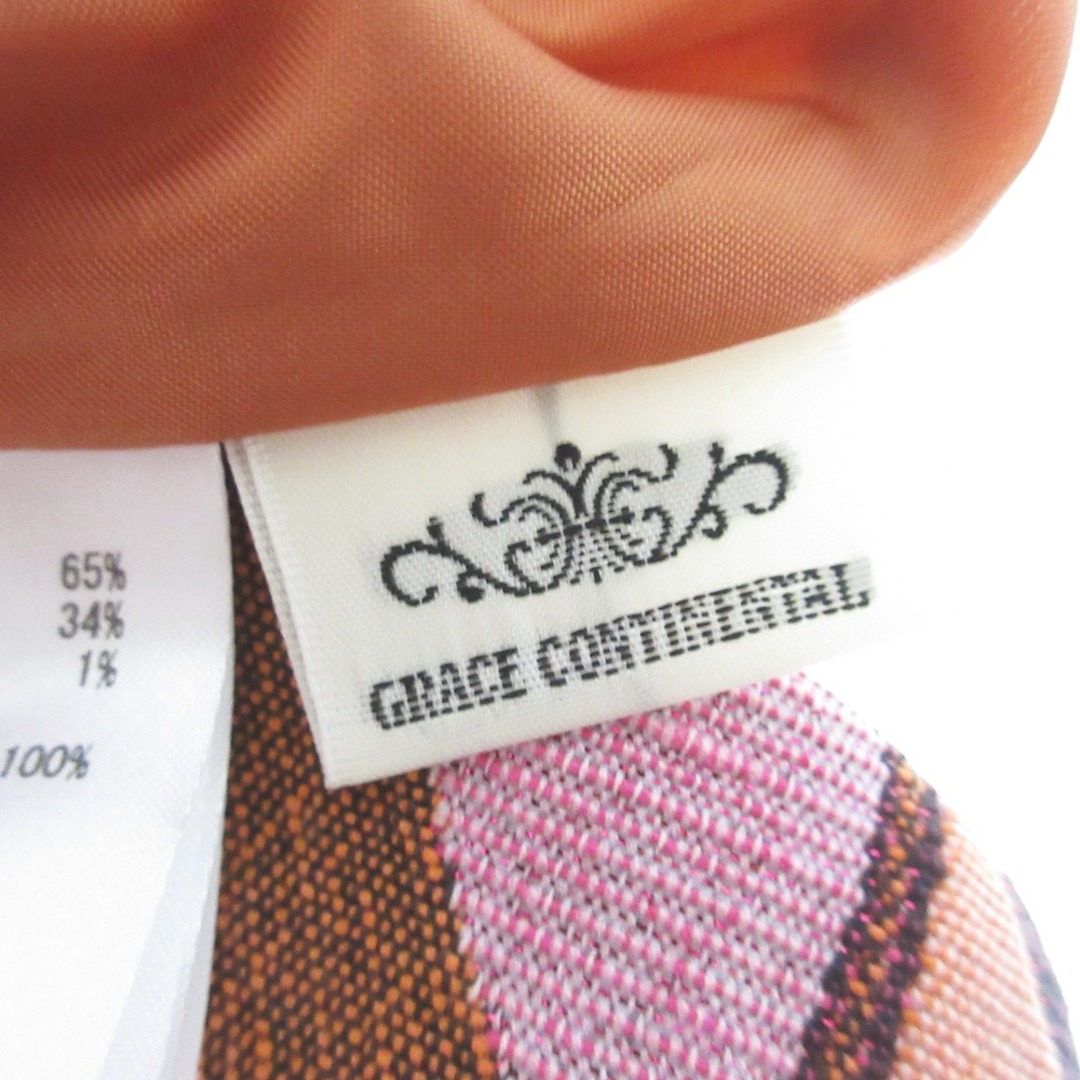 65%
34%
1%
100%
GRACE CONTINENTAL